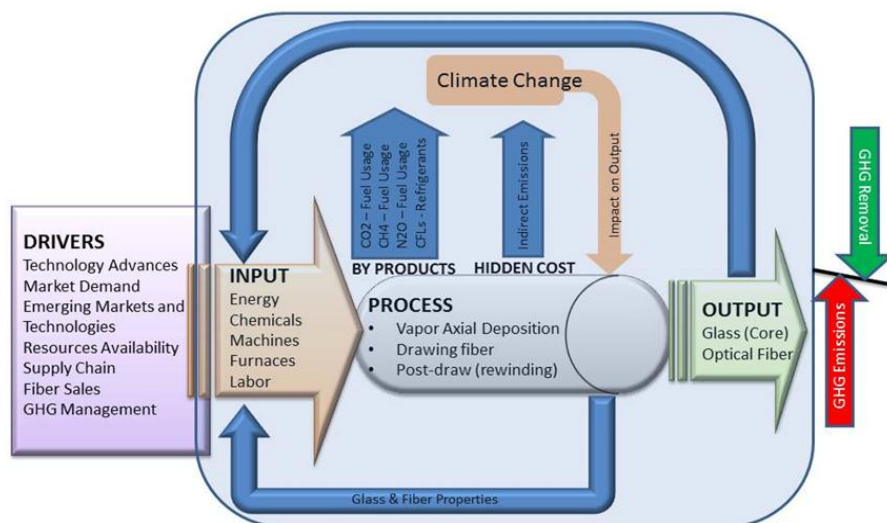 Climate Change
CO2 – Fuel Usage
CH4 – Fuel Usage
N2O – Fuel Usage
CFLs - Refrigerants
Indirect Emissions
Impact on Output
GHG Removal
DRIVERS
Technology Advances
Market Demand
Emerging Markets and
Technologies
Resources Availability
Supply Chain
Fiber Sales
GHG Management
INPUT
Energy
Chemicals
Machines
Furnaces
Labor
BY PRODUCTS
HIDDEN COST
PROCESS
• Vapor Axial Deposition
• Drawing fiber
• Post-draw (rewinding)
OUTPUT
Glass (Core)
Optical Fiber
GHG Emissions
Glass & Fiber Properties